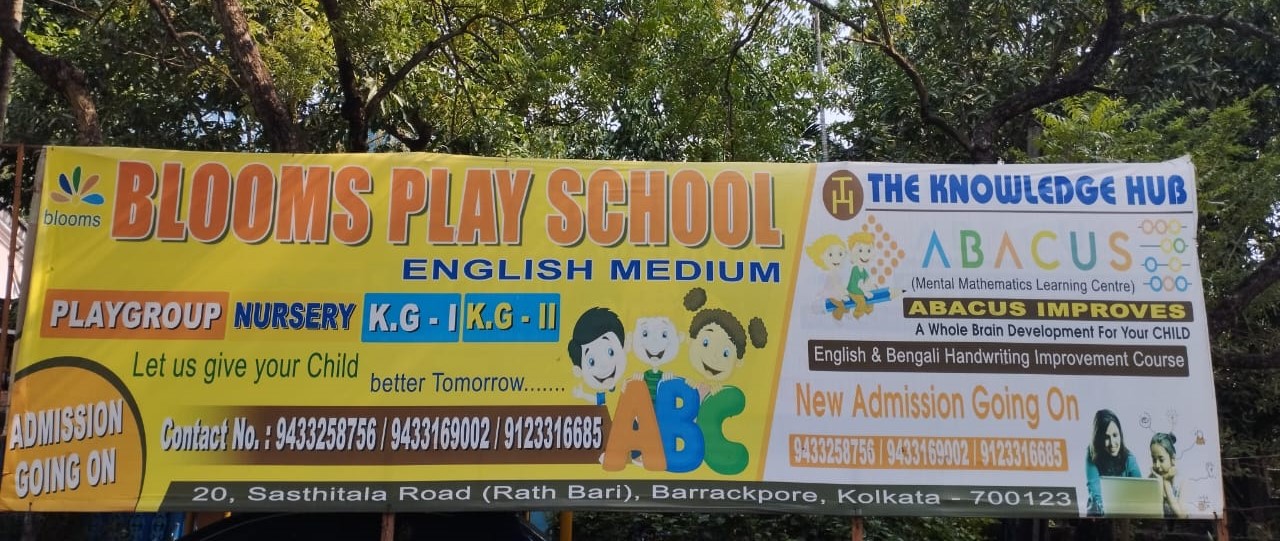 blooms
BLOOMS PLAY SCHOOL
ENGLISH MEDIUM
PLAYGROUP NURSERY K.G - I K.G - II
Let us give your Child
better Tomorrow.......
ADMISSION
GOING ON
Contact No. : 9433258756 / 9433169002 / 9123316685
ABC
TH THE KNOWLEDGE HUB
ABACUS
(Mental Mathematics Learning Centre)
ABACUS IMPROVES
A Whole Brain Development For Your CHILD
English & Bengali Handwriting Improvement Course
New Admission Going On
9433258756 / 9433169002 / 9123316685
20, Sasthitala Road (Rath Bari), Barrackpore, Kolkata - 700123